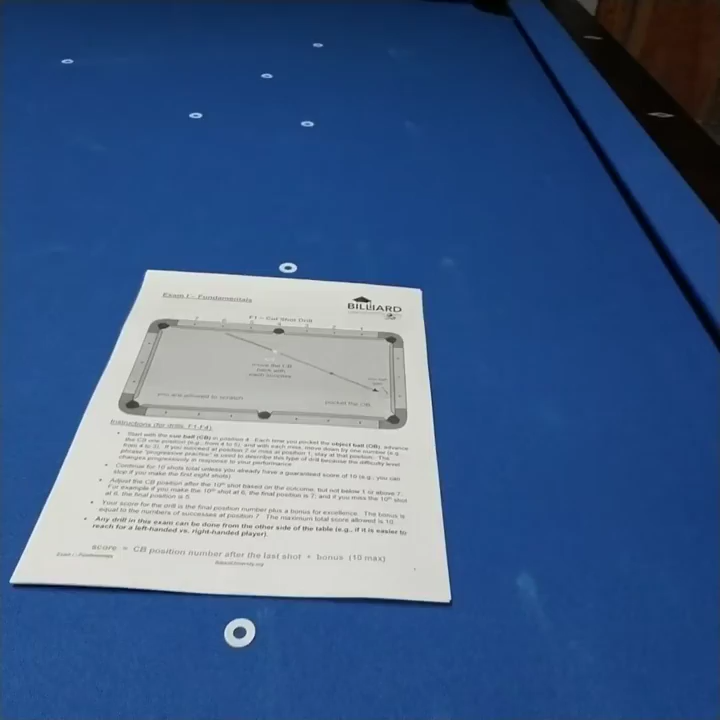 Exam I – Fundamentals
BILLIARD
F1 – Cut Shot Drill
you are allowed to scratch
pocket the OB
Instructions (for drills: F1-F4):
• Start with the cue ball (CB) in position 4. Each time you pocket the object ball (OB), advance
the CB one position (e.g., from 4 to 5), and with each miss, move down by one number (e.g.,
from 4 to 3). If you succeed at position 7 or miss at position 1, stay at that position. The
phrase "progressive practice" is used to describe this type of drill because the difficulty level
changes progressively in response to your performance.
• Continue for 10 shots total unless you already have a guaranteed score of 10 (e.g., you can
stop if you make the first eight shots).
• Adjust the CB position after the 10th shot based on the outcome, but not below 1 or above 7.
For example if you make the 10th shot at 6, the final position is 7; and if you miss the 10th shot
at 6, the final position is 5.
• Your score for the drill is the final position number plus a bonus for excellence. The bonus is
equal to the numbers of successes at position 7. The maximum total score allowed is 10.
• Any drill in this exam can be done from the other side of the table (e.g., if it is easier to
reach for a left-handed vs. right-handed player).
score = CB position number after the last shot + bonus (10 max)
Exam I – Fundamentals
BilliardUniversity.org